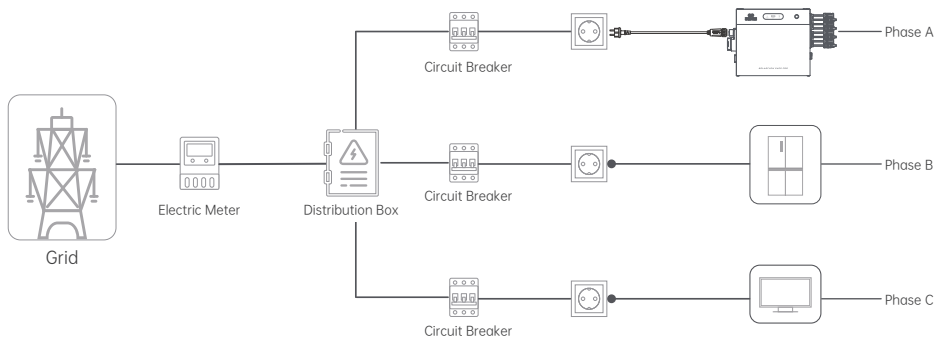 Phase A
Circuit Breaker
Phase B
Circuit Breaker
Electric Meter
Distribution Box
Grid
Phase C
Circuit Breaker